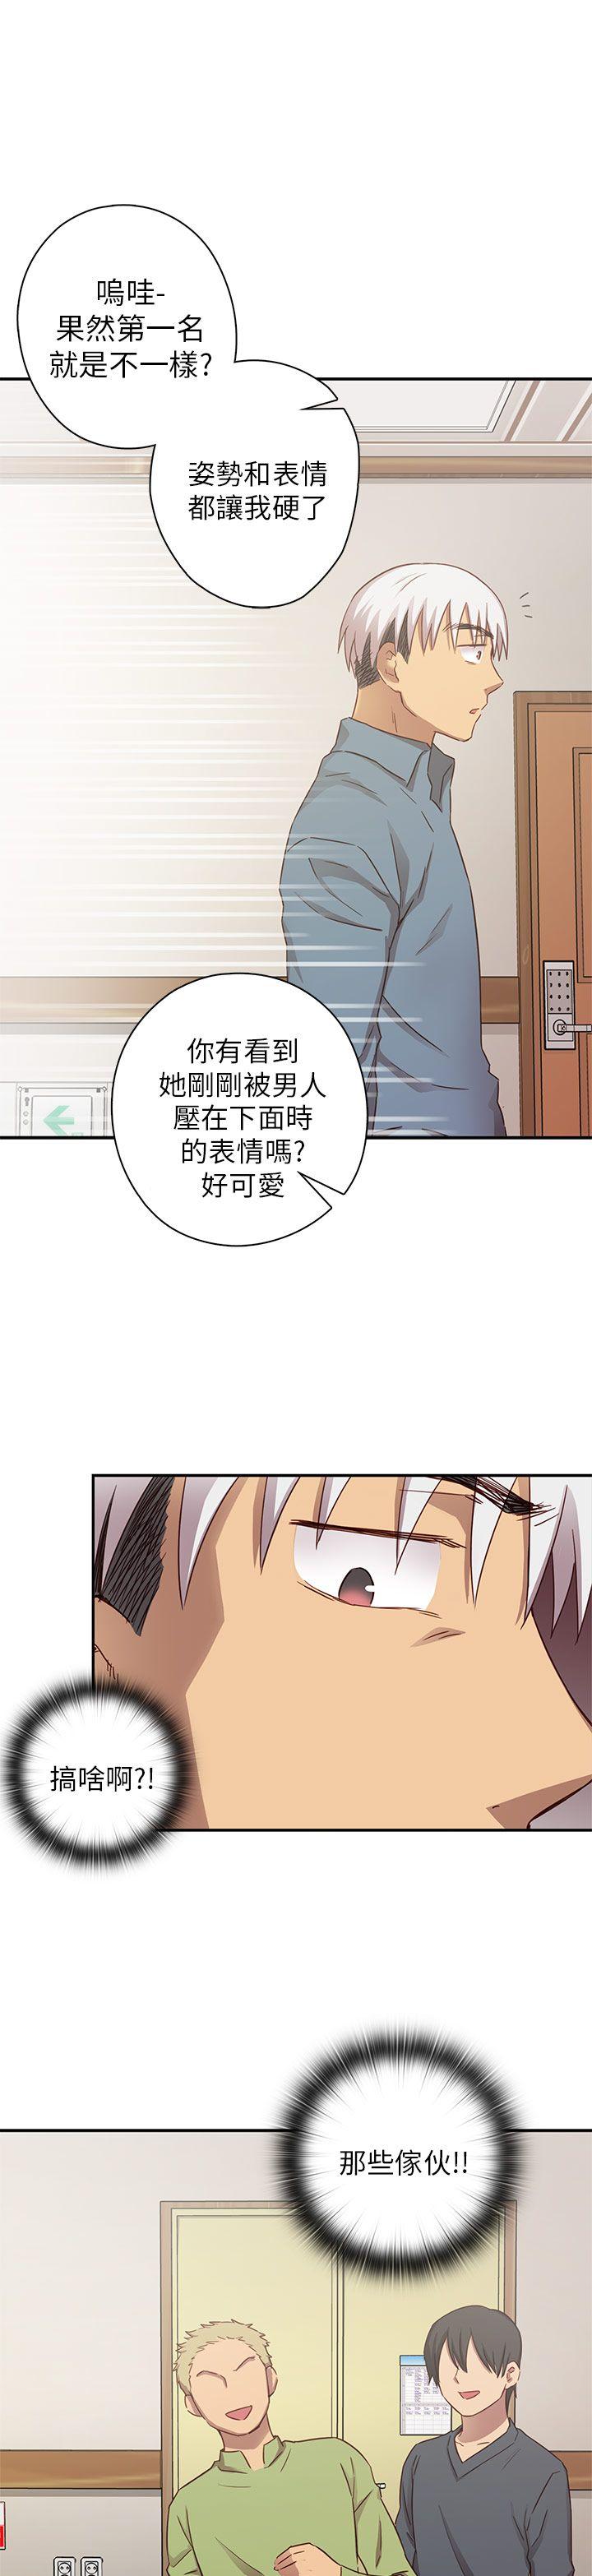 嗚哇-
果然第一名
就是不一樣?
姿勢和表情
都讓我硬了
你有看到
她剛剛被男人
壓在下面時
的表情嗎?
好可愛
搞啥啊?!
那些傢伙!!